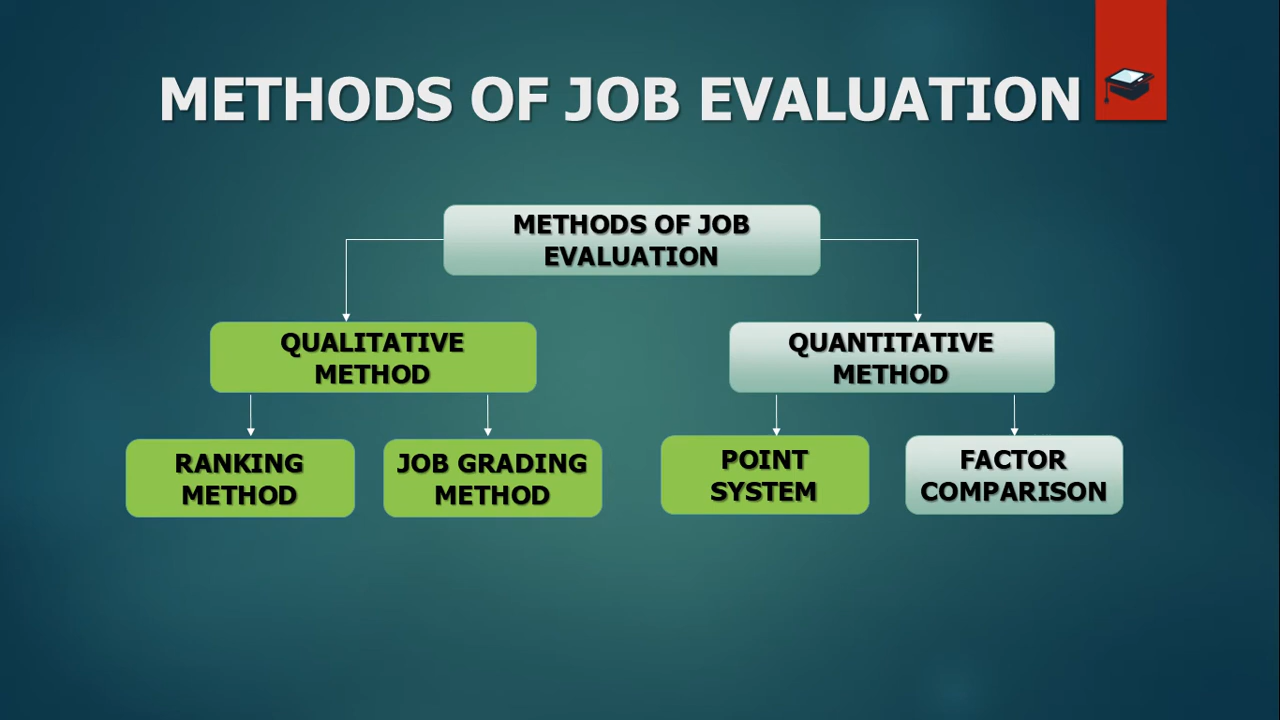 METHODS OF JOB EVALUATION
METHODS OF JOB
EVALUATION
QUALITATIVE
METHOD
QUANTITATIVE
METHOD
RANKING
METHOD
JOB GRADING
METHOD
POINT
SYSTEM
FACTOR
COMPARISON